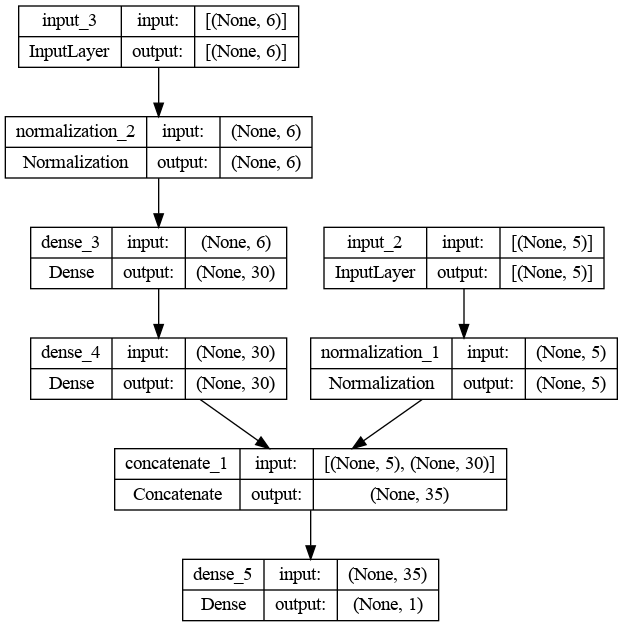 input_3 input: [(None, 6)]
InputLayer output: [(None, 6)]
normalization_2 input: (None, 6)
Normalization output: (None, 6)
dense_3 input: (None, 6)
Dense output: (None, 30)
input_2 input: [(None, 5)]
InputLayer output: [(None, 5)]
dense_4 input: (None, 30)
Dense output: (None, 30)
normalization_1 input: (None, 5)
Normalization output: (None, 5)
concatenate_1 input: [(None, 5), (None, 30)]
Concatenate output: (None, 35)
dense_5 input: (None, 35)
Dense output: (None, 1)